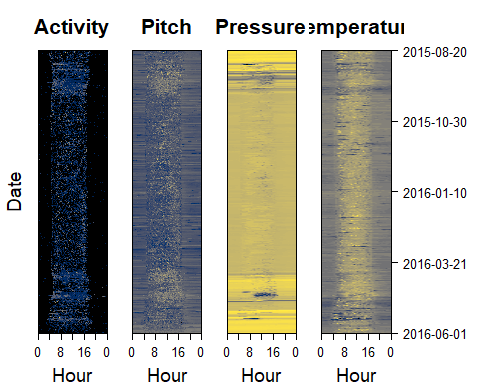 Activity Pitch Pressure emperatur
2015-08-20
2015-10-30
2016-01-10
2016-03-21
2016-06-01
Date
0 8 16 0 0 8 16 0 0 8 16 0 0 8 16 0
Hour Hour Hour Hour